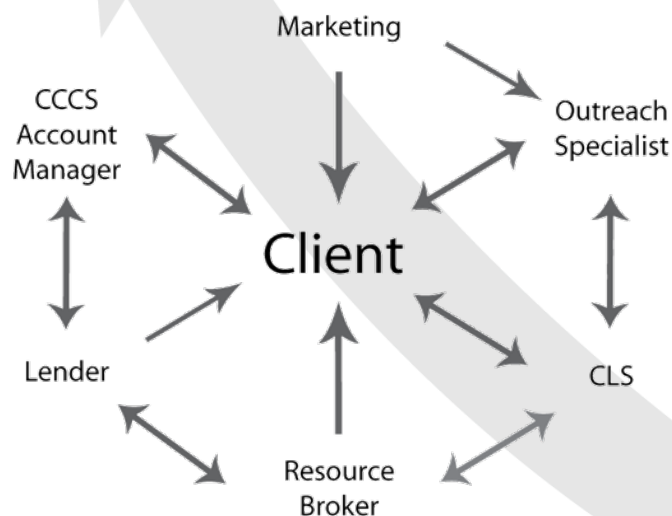 Marketing
CCCS
Account
Manager
Outreach
Specialist
Client
Lender
CLS
Resource
Broker